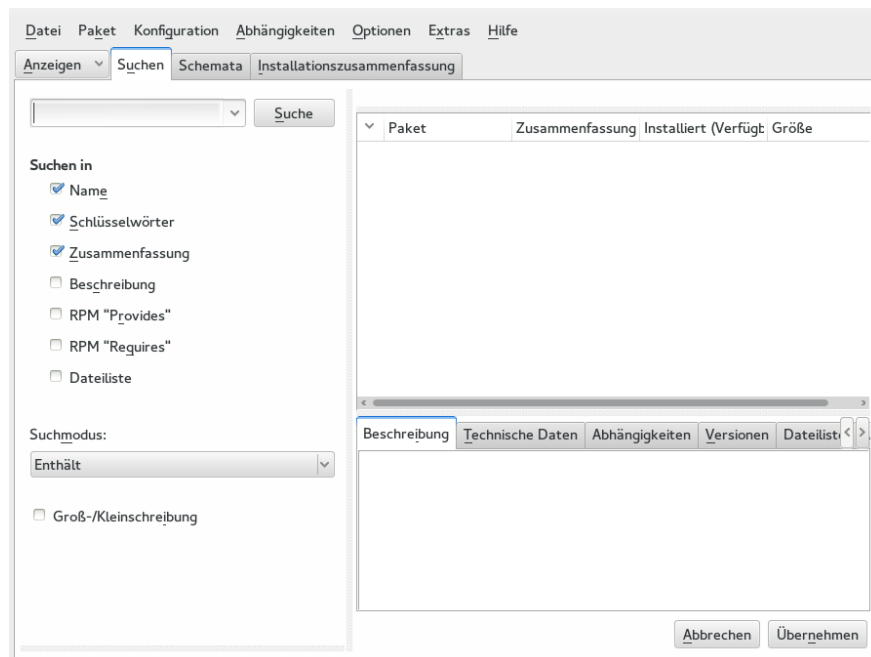 Datei Paket Konfiguration Abhängigkeiten Optionen Extras Hilfe
Anzeigen Suchen Schemata Installationszusammenfassung
Suche
Paket Zusammenfassung Installiert (Verfügb Größe
Suchen in
Name
Schlüsselwörter
Zusammenfassung
Beschreibung
RPM "Provides"
RPM "Requires"
Dateiliste
Suchmodus:
Enthält
Groß-/Kleinschreibung
Beschreibung Technische Daten Abhängigkeiten Versionen Dateiliste
Abbrechen Übernehmen